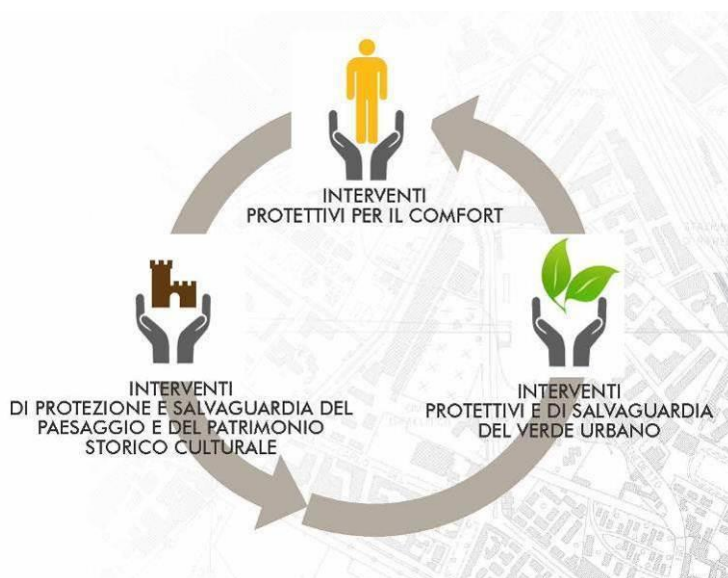 INTERVENTI
PROTETTIVI PER IL COMFORT
INTERVENTI
DI PROTEZIONE E SALVAGUARDIA DEL
PAESAGGIO E DEL PATRIMONIO
STORICO CULTURALE
INTERVENTI
PROTETTIVI E DI SALVAGUARDIA
DEL VERDE URBANO